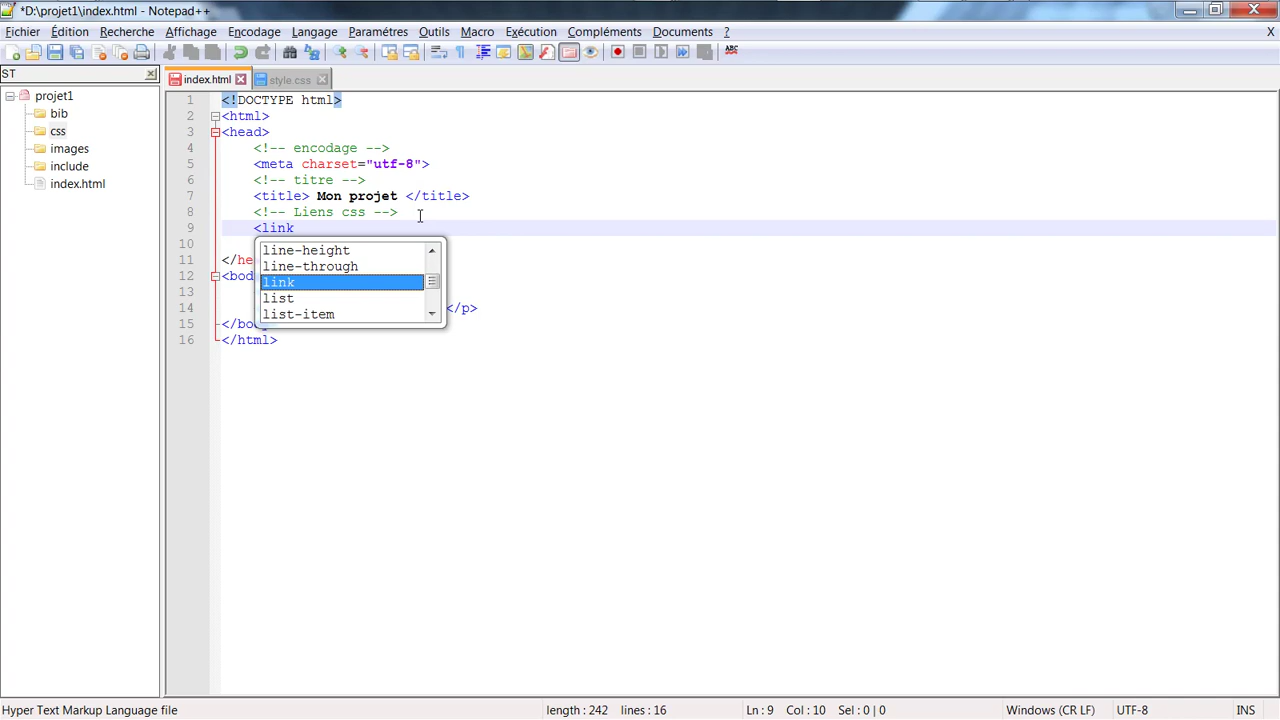 *D:\projet1\index.html - Notepad++
Fichier Édition Recherche Affichage Encodage Langage Paramètres Outils Macro Exécution Compléments Documents ? X
ABC
ST
index.html style.css
projet1
bib
css
images
include
index.html
1 <!DOCTYPE html>
2 <html>
3 <head>
4 <!-- encodage -->
5 <meta charset="utf-8">
6 <!-- titre -->
7 <title> Mon projet </title>
8 <!-- Liens css -->
9 <link
10
11 </he
12 <bod
13
14 </p>
15 </body>
16 </html>
line-height
line-through
link
list
list-item
Hyper Text Markup Language file length : 242 lines : 16 Ln : 9 Col : 10 Sel : 0 | 0 Windows (CR LF) UTF-8 INS